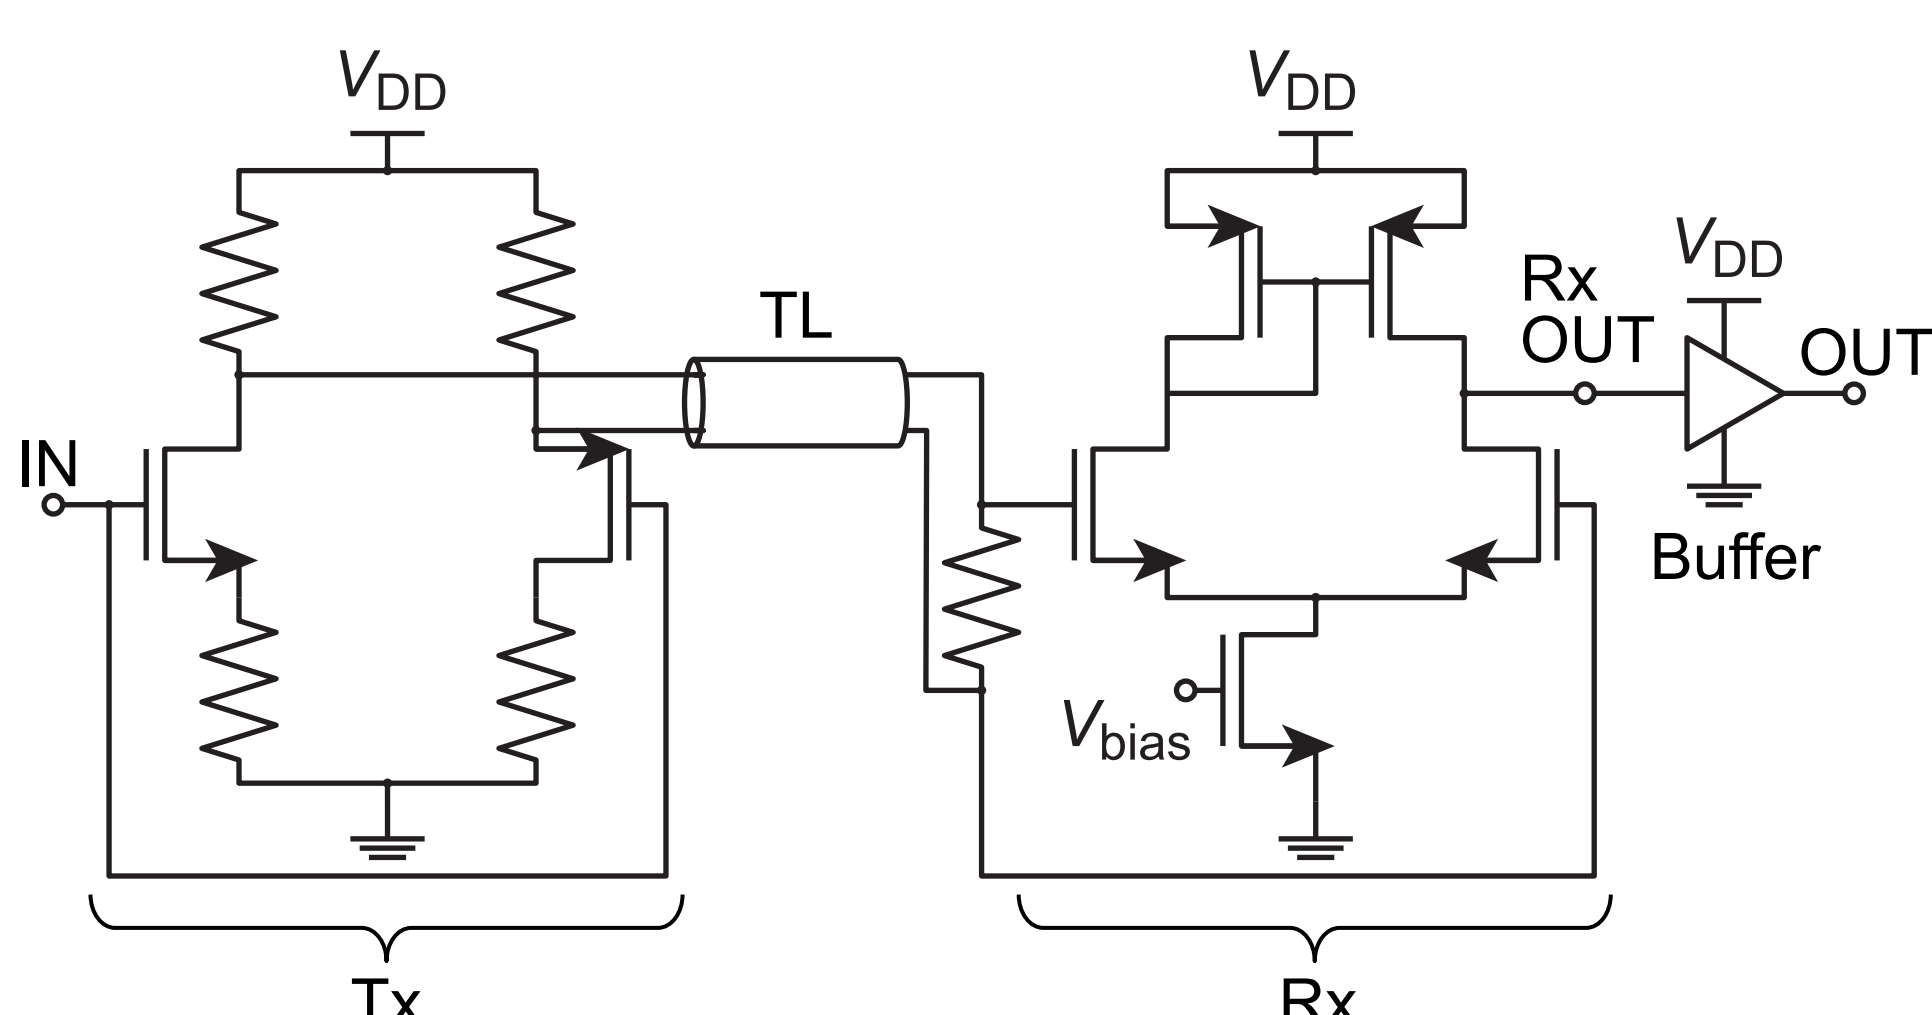 VDD
VDD
VDD
Rx
OUT
OUT
TL
IN
Buffer
Vbias
Tx
Rx